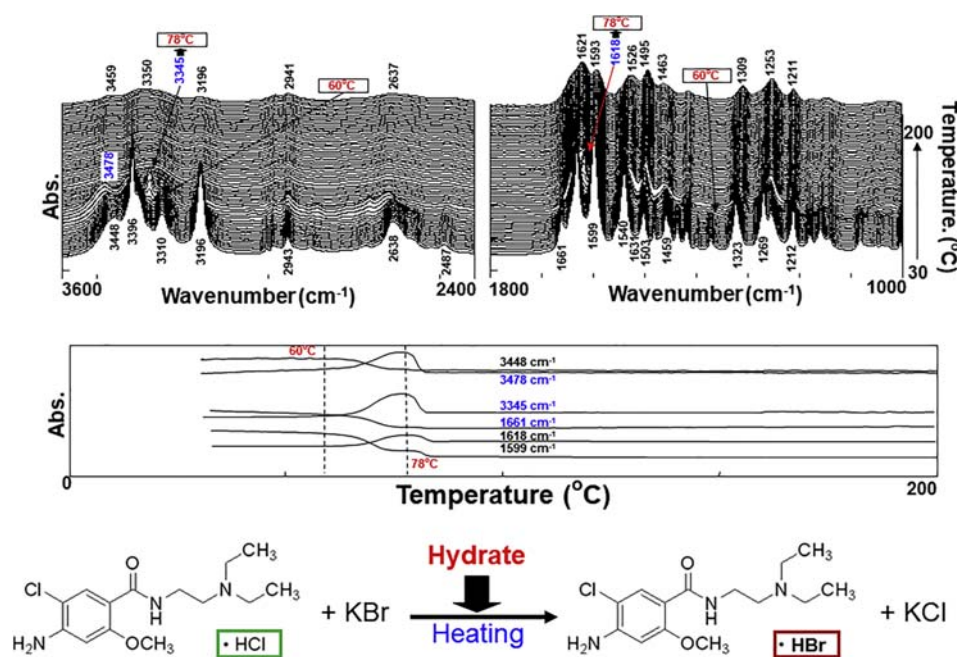 78°C
3459
3350
3345
3196
2941
60°C
2637
3478
3448
3396
3310
3196
2943
2638
2487
Abs.
3600
Wavenumber (cm-1)
2400
78°C
1621
1593
1618
1526
1495
1463
60°C
1309
1253
1211
1661
1599
1540
1631
1503
1459
1323
1269
1212
1800
Wavenumber (cm-1)
1000
200
30
Temperature. (°C)
60°C
3448 cm-1
3478 cm-1
3345 cm-1
1661 cm-1
1618 cm-1
1599 cm-1
78°C
Abs.
0
Temperature (°C)
200
O
CH3
Cl
N
CH3
N
H
NH2
OCH3
• HCl
+ KBr
Hydrate
Heating
O
CH3
Cl
N
CH3
N
H
NH2
OCH3
• HBr
+ KCl